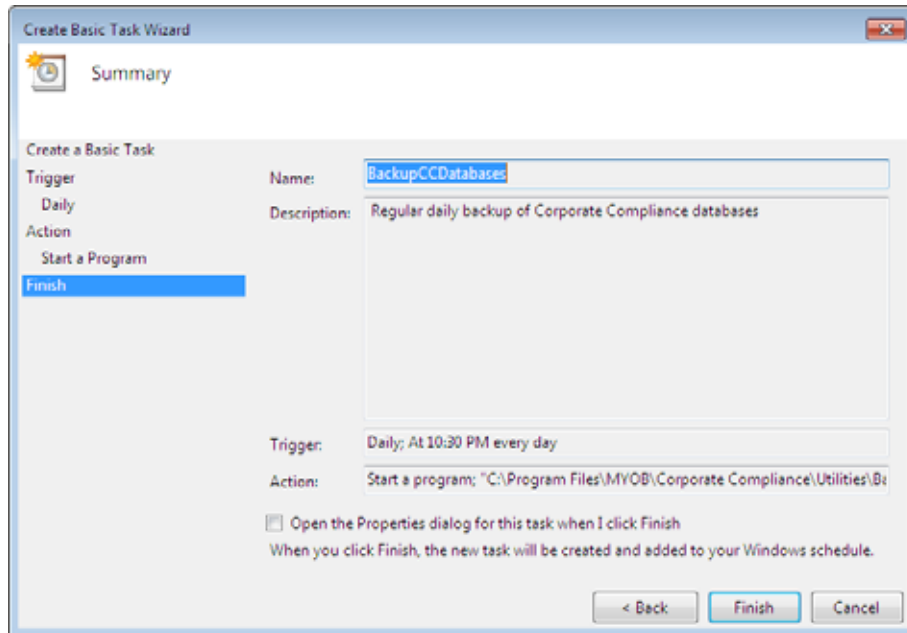 Create Basic Task Wizard
Summary
Create a Basic Task
Trigger
Daily
Action
Start a Program
Finish
Name: BackupCCDatabases
Description: Regular daily backup of Corporate Compliance databases
Trigger: Daily; At 10:30 PM every day
Action: Start a program; "C:\Program Files\MYOB\Corporate Compliance\Utilities\Ba
Open the Properties dialog for this task when I click Finish
When you click Finish, the new task will be created and added to your Windows schedule.
< Back Finish Cancel